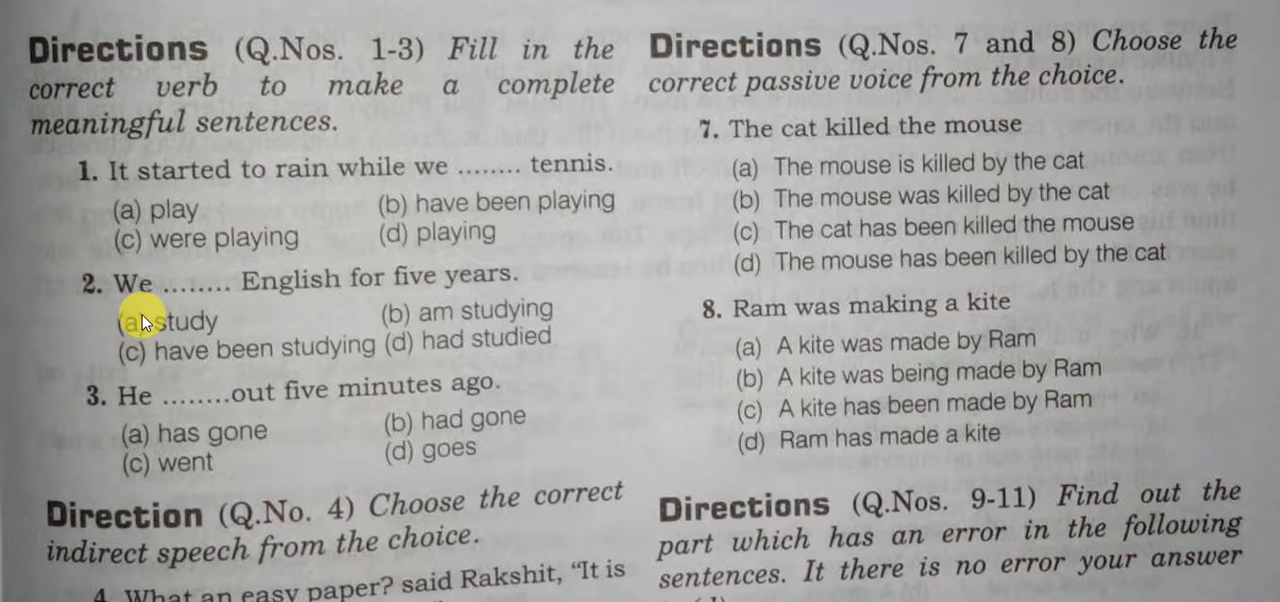 Directions (Q.Nos. 1-3) Fill in the
correct verb to make a complete
meaningful sentences.
1. It started to rain while we ........ tennis.
(a) play (b) have been playing
(c) were playing (d) playing
2. We ......... English for five years.
(a) study (b) am studying
(c) have been studying (d) had studied
3. He ........out five minutes ago.
(a) has gone (b) had gone
(c) went (d) goes
Direction (Q.No. 4) Choose the correct
indirect speech from the choice.
4. What an easy paper? said Rakshit, “It is
Directions (Q.Nos. 7 and 8) Choose the
correct passive voice from the choice.
7. The cat killed the mouse
(a) The mouse is killed by the cat
(b) The mouse was killed by the cat
(c) The cat has been killed the mouse
(d) The mouse has been killed by the cat
8. Ram was making a kite
(a) A kite was made by Ram
(b) A kite was being made by Ram
(c) A kite has been made by Ram
(d) Ram has made a kite
Directions (Q.Nos. 9-11) Find out the
part which has an error in the following
sentences. It there is no error your answer